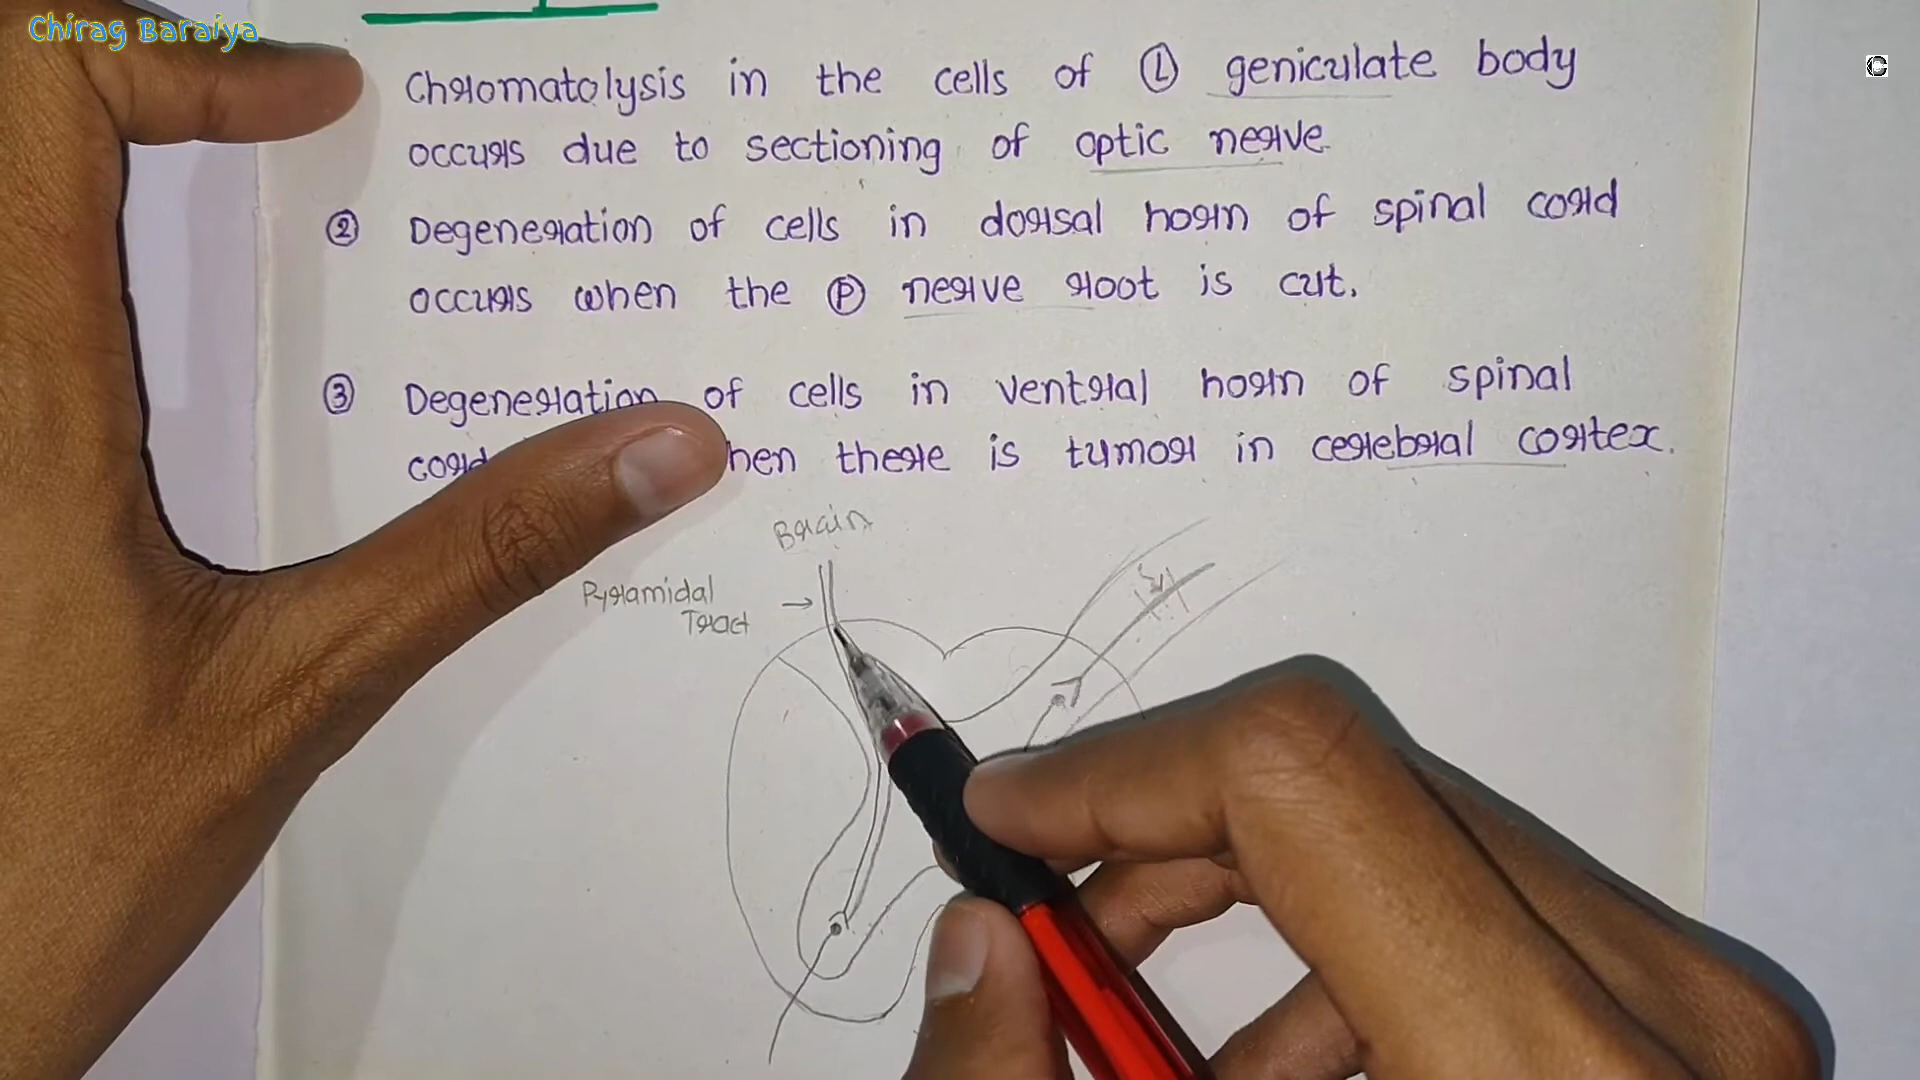 Chirag Baraiya
Chromatolysis in the cells of Ⓛ geniculate body
occurs due to sectioning of optic nerve.
② Degeneration of cells in dorsal horn of spinal cord
occurs when the Ⓟ nerve root is cut.
③ Degeneration of cells in ventral horn of spinal
cord hen there is tumor in cerebral cortex.
Brain
Pyramidal
Tract